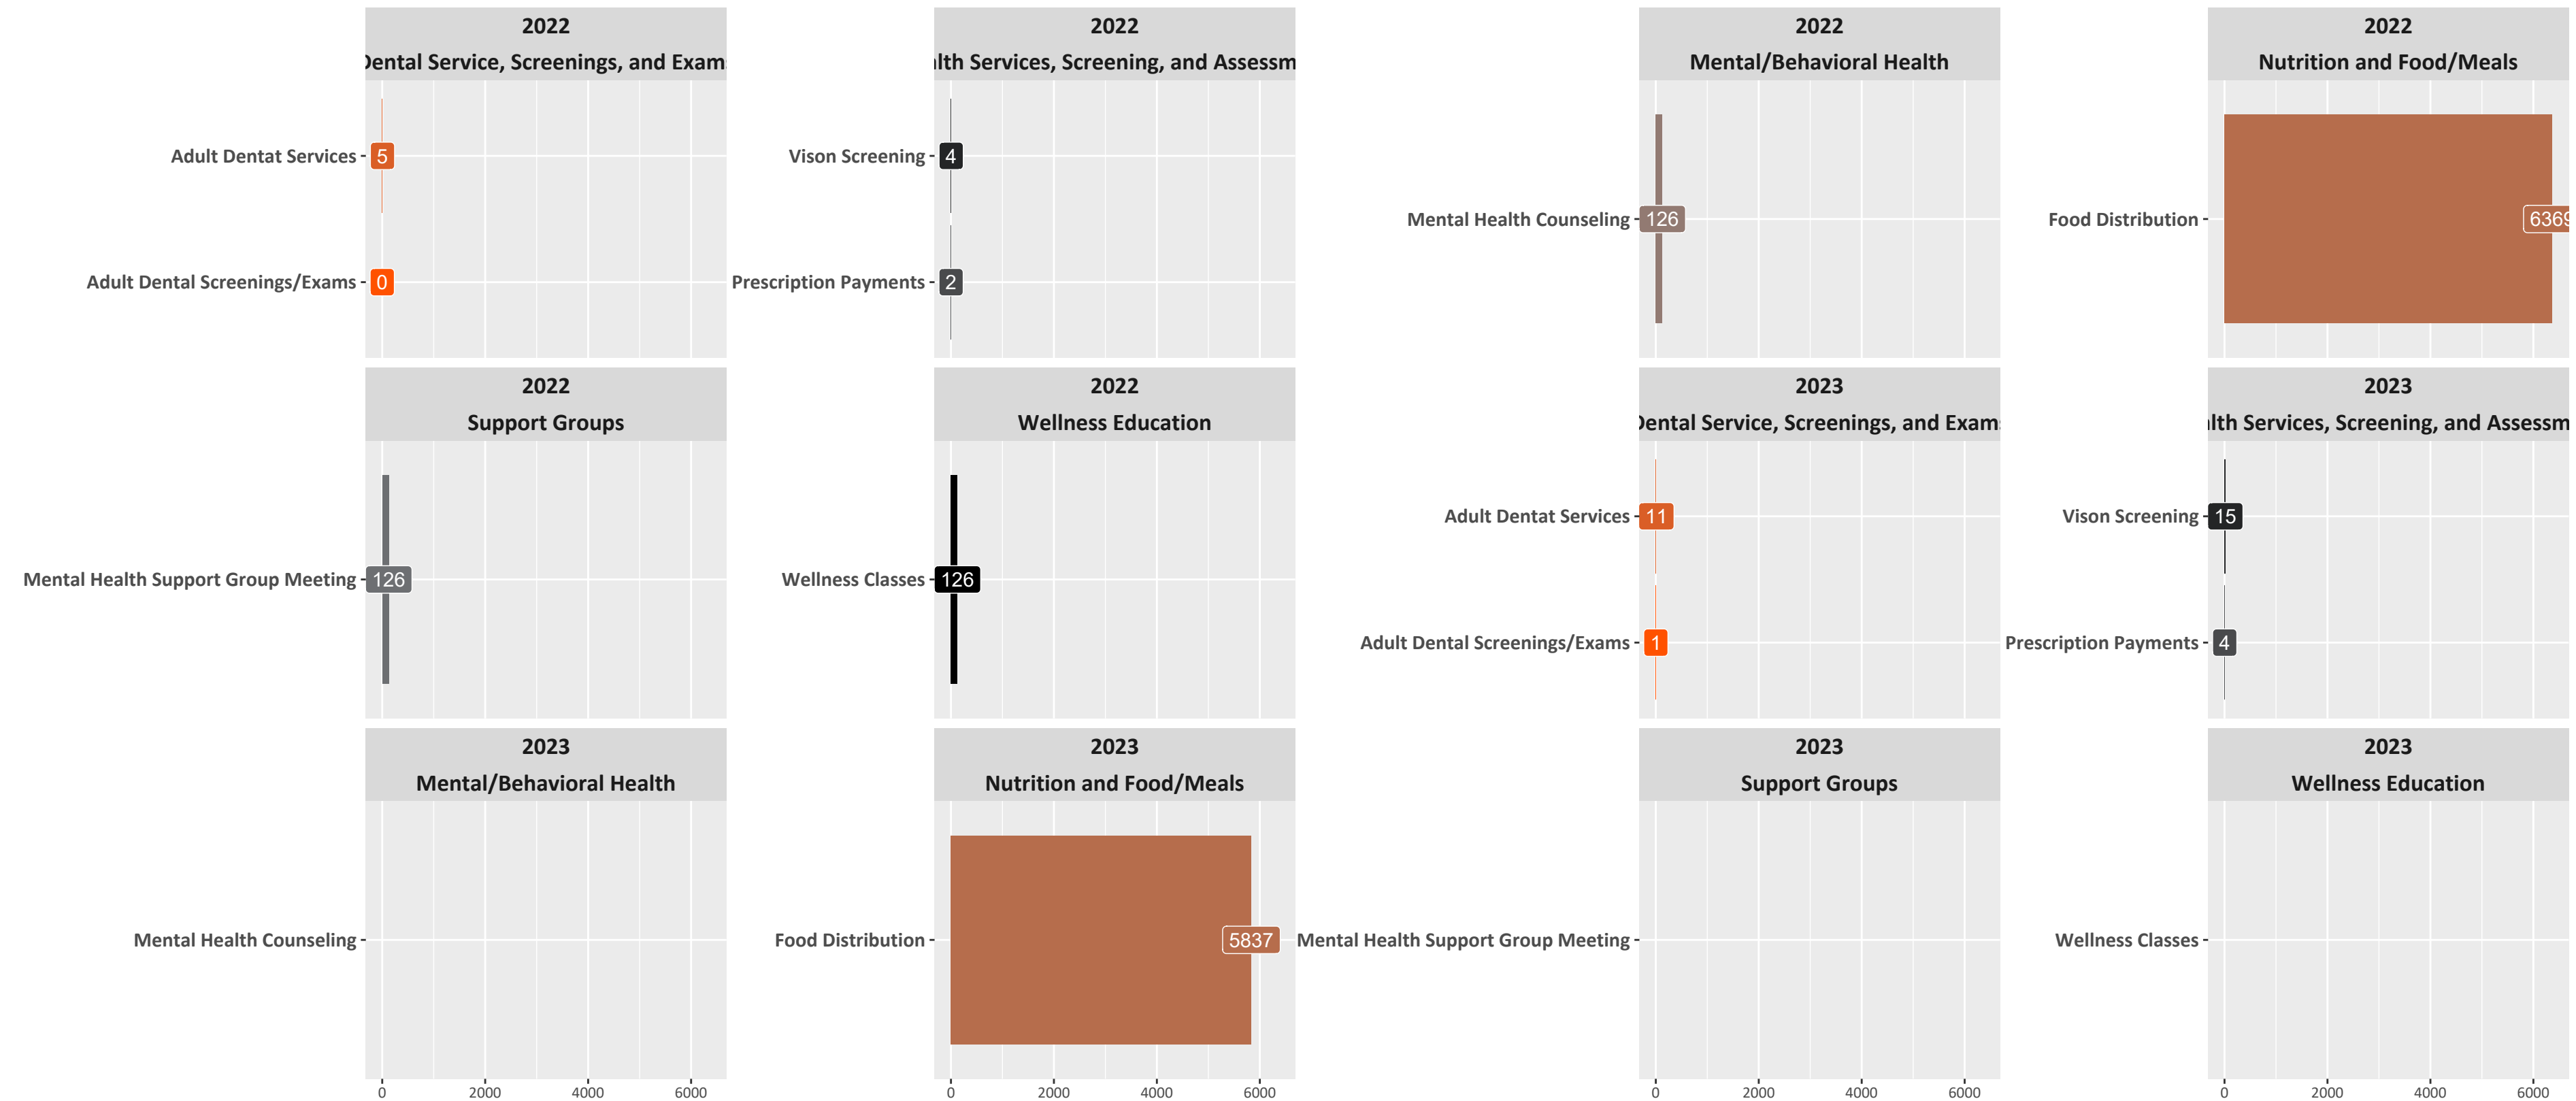 2022
Dental Service, Screenings, and Exams
Adult Dentat Services
5
Adult Dental Screenings/Exams
0
2022
lth Services, Screening, and Assessm
Vison Screening
4
Prescription Payments
2
2022
Mental/Behavioral Health
Mental Health Counseling
126
2022
Nutrition and Food/Meals
Food Distribution
6369
2022
Support Groups
Mental Health Support Group Meeting
126
2022
Wellness Education
Wellness Classes
126
2023
Dental Service, Screenings, and Exams
Adult Dentat Services
11
Adult Dental Screenings/Exams
1
2023
lth Services, Screening, and Assessm
Vison Screening
15
Prescription Payments
4
2023
Mental/Behavioral Health
Mental Health Counseling
0 2000 4000 6000
2023
Nutrition and Food/Meals
Food Distribution
5837
0 2000 4000 6000
2023
Support Groups
Mental Health Support Group Meeting
0 2000 4000 6000
2023
Wellness Education
Wellness Classes
0 2000 4000 6000